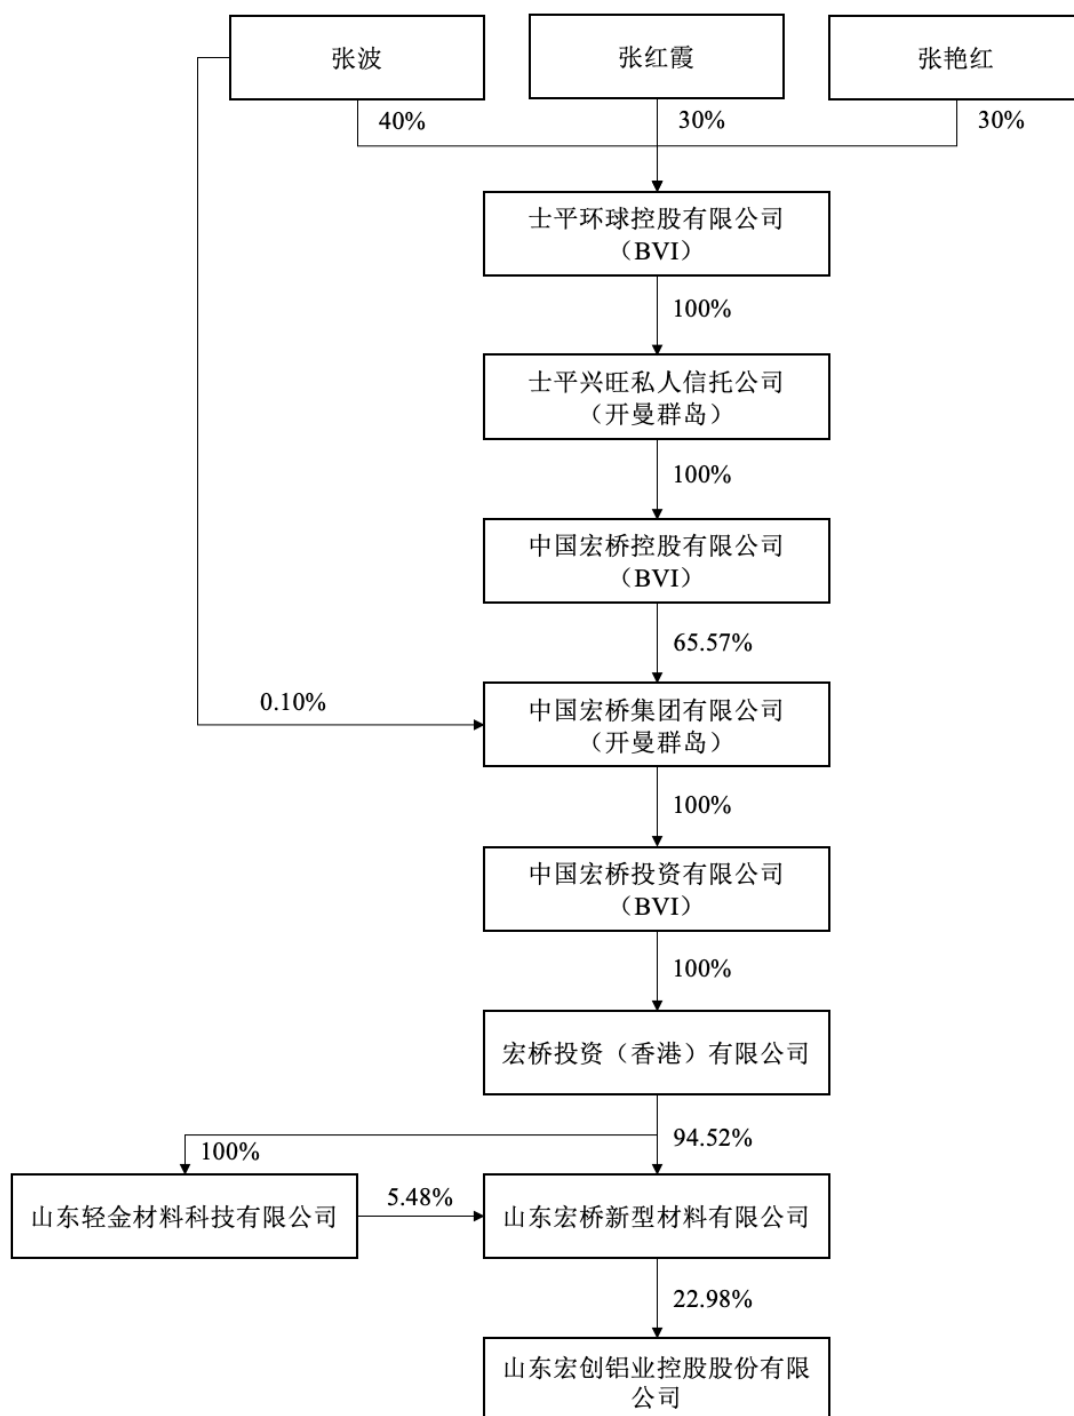 张波
张红霞
张艳红
40%
30%
30%
士平环球控股有限公司
（BVI）
100%
士平兴旺私人信托公司
（开曼群岛）
100%
中国宏桥控股有限公司
（BVI）
65.57%
0.10%
中国宏桥集团有限公司
（开曼群岛）
100%
中国宏桥投资有限公司
（BVI）
100%
宏桥投资（香港）有限公司
100%
94.52%
山东轻金材料科技有限公司
5.48%
山东宏桥新型材料有限公司
22.98%
山东宏创铝业控股股份有限
公司